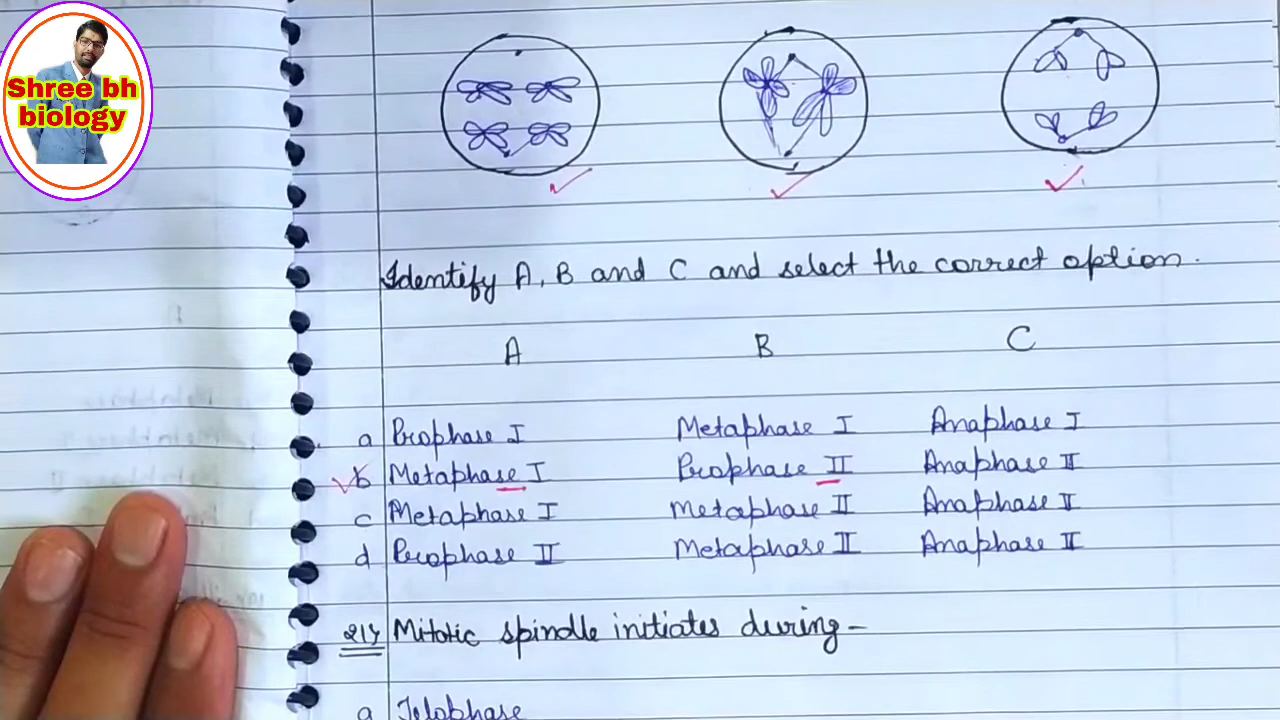 Shree bh
biology
Identify A, B and C and select the correct option.
A B C
a Prophase I Metaphase I Anaphase I
b Metaphase I Prophase II Anaphase II
c Metaphase I Metaphase II Anaphase II
d Prophase II Metaphase II Anaphase II
21> Mitotic spindle initiates during -
a Telophase